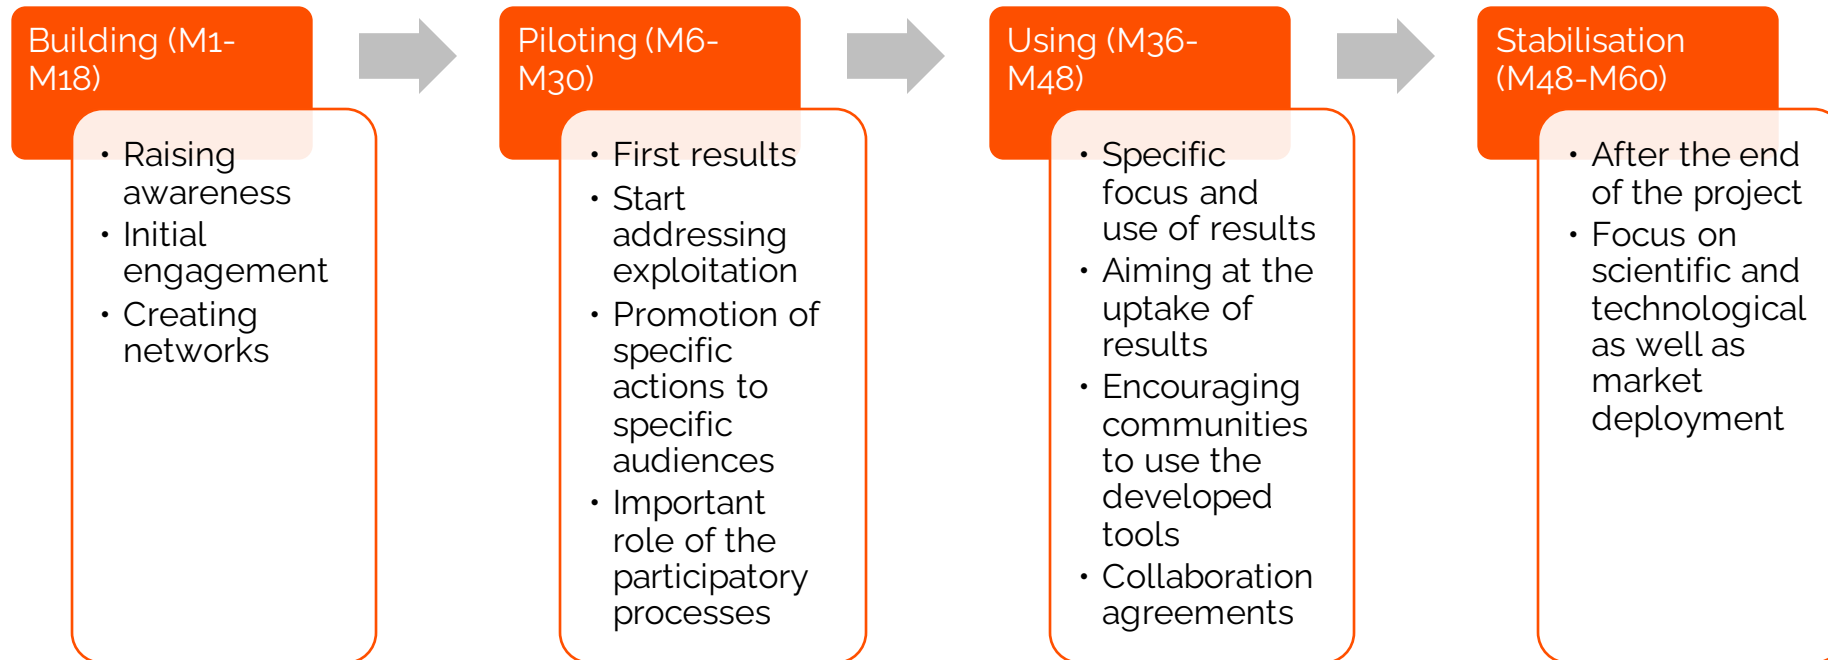 Building (M1-
M18)
• Raising
awareness
• Initial
engagement
• Creating
networks
Piloting (M6-
M30)
• First results
• Start
addressing
exploitation
• Promotion of
specific
actions to
specific
audiences
• Important
role of the
participatory
processes
Using (M36-
M48)
• Specific
focus and
use of results
• Aiming at the
uptake of
results
• Encouraging
communities
to use the
developed
tools
• Collaboration
agreements
Stabilisation
(M48-M60)
• After the end
of the project
• Focus on
scientific and
technological
as well as
market
deployment